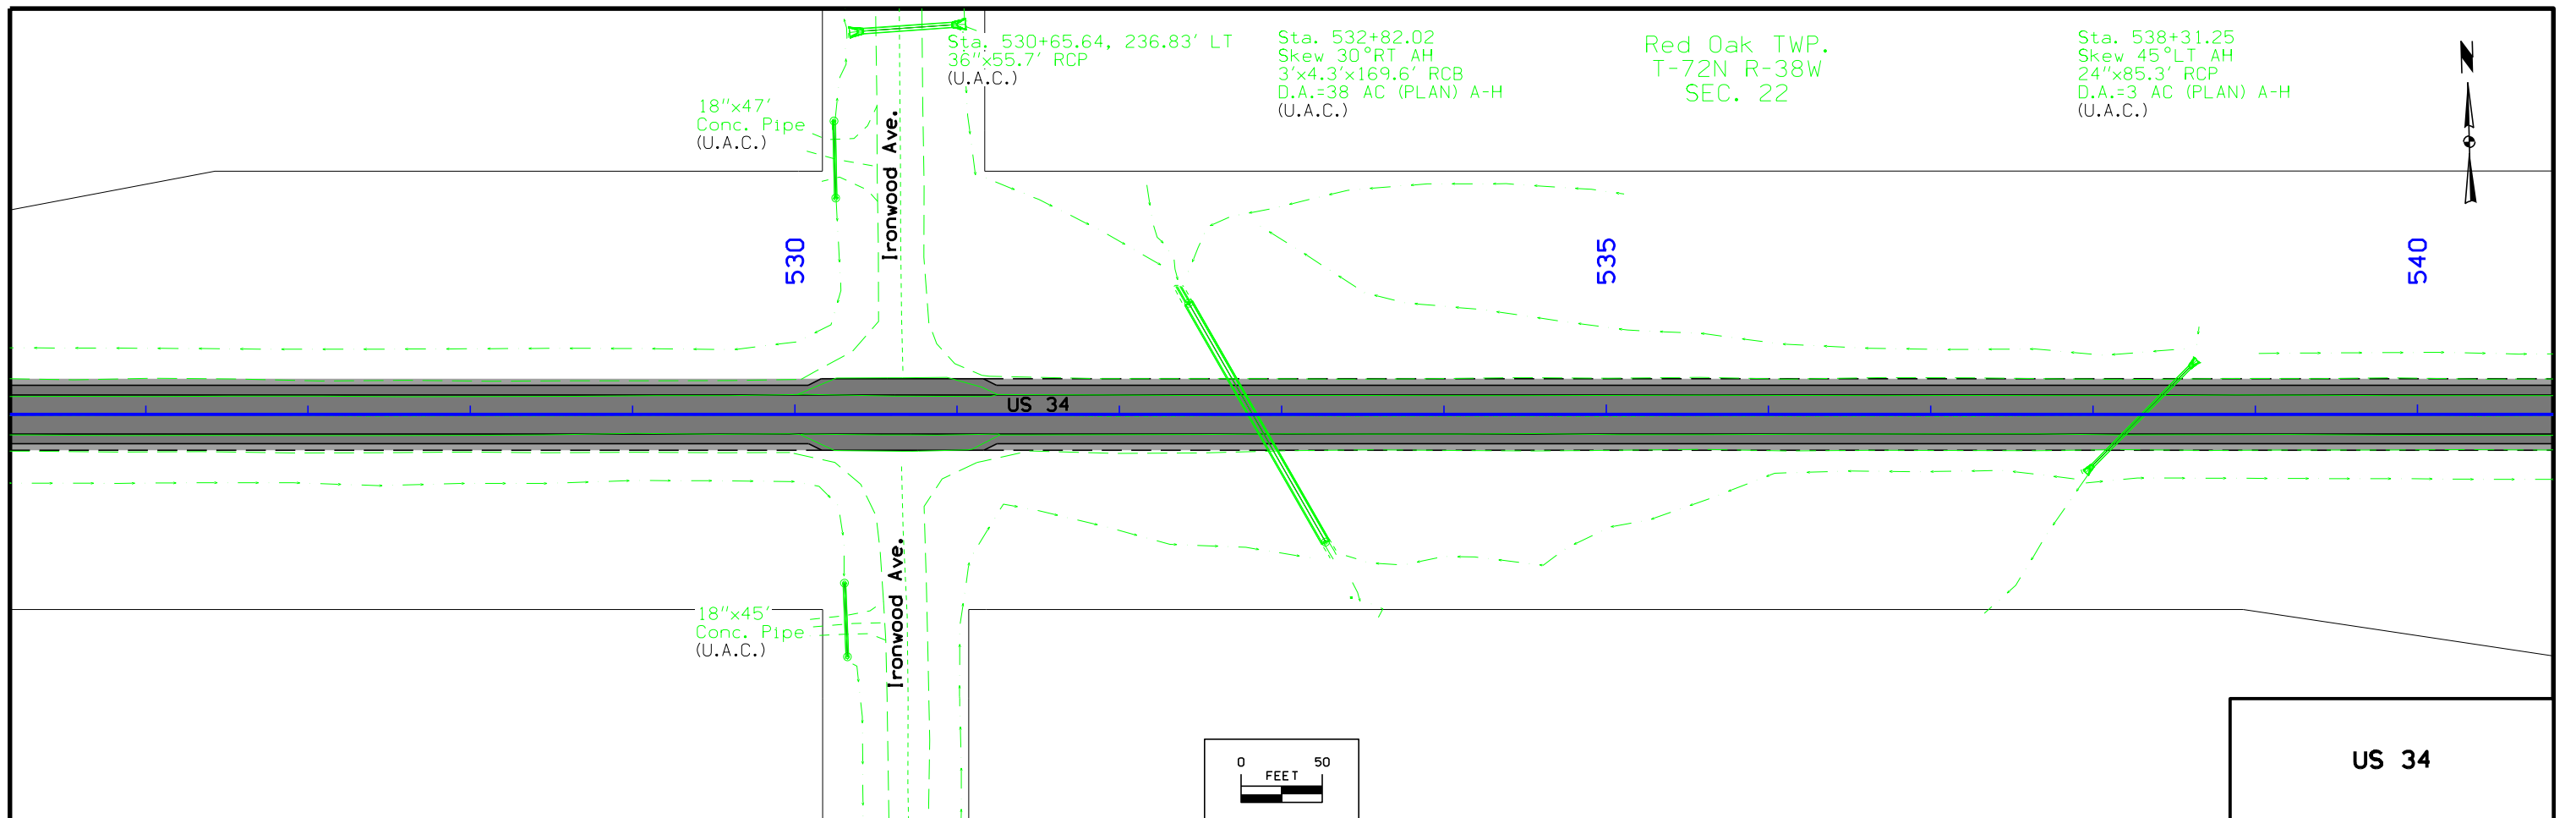 Sta. 530+65.64, 236.83' LT
36"x55.7' RCP
(U.A.C.)
Sta. 532+82.02
Skew 30°RT AH
3'x4.3'x169.6' RCB
D.A.=38 AC (PLAN) A-H
(U.A.C.)
Red Oak TWP.
T-72N R-38W
SEC. 22
Sta. 538+31.25
Skew 45°LT AH
24"x85.3' RCP
D.A.=3 AC (PLAN) A-H
(U.A.C.)
N
18"x47'
Conc. Pipe
(U.A.C.)
Ironwood Ave.
530
535
540
US 34
Ironwood Ave.
18"x45'
Conc. Pipe
(U.A.C.)
0 50
FEET
US 34